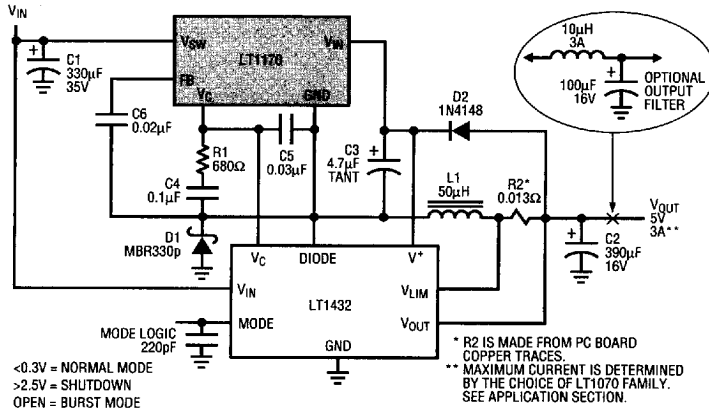 VIN
C1
330µF
35V
VSW
VIN
LT1170
FB
VC
GND
C6
0.02µF
R1
680Ω
C5
0.03µF
C4
0.1µF
C3
4.7µF
TANT
D2
1N4148
L1
50µH
R2*
0.013Ω
10µH
3A
100µF
16V
OPTIONAL
OUTPUT
FILTER
VOUT
5V
3A**
C2
390µF
16V
D1
MBR330p
VC
DIODE
V+
VIN
LT1432
VLIM
MODE
VOUT
GND
MODE LOGIC
220pF
<0.3V = NORMAL MODE
>2.5V = SHUTDOWN
OPEN = BURST MODE
* R2 IS MADE FROM PC BOARD
COPPER TRACES.
** MAXIMUM CURRENT IS DETERMINED
BY THE CHOICE OF LT1070 FAMILY.
SEE APPLICATION SECTION.